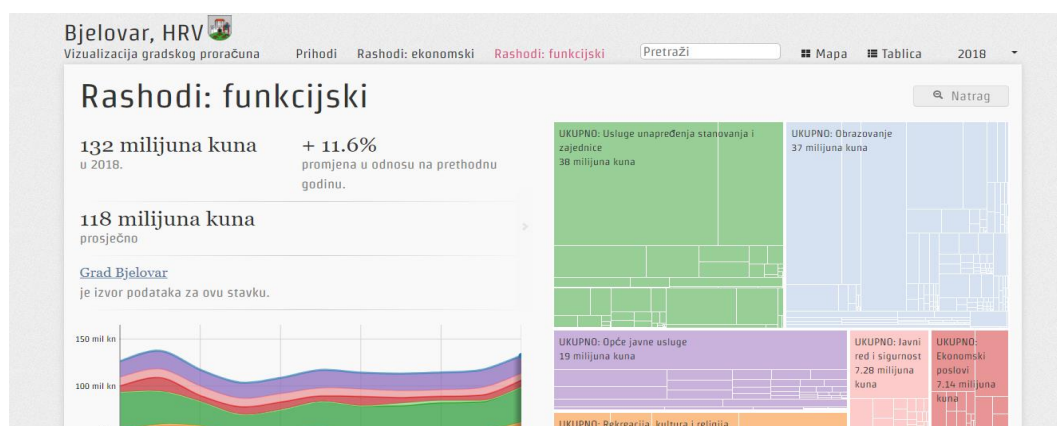 Bjelovar, HRV
Vizualizacija gradskog proračuna
Prihodi
Rashodi: ekonomski
Rashodi: funkcijski
Pretraži
Mapa
Tablica
2018
Rashodi: funkcijski
Natrag
132 milijuna kuna
u 2018.
+ 11.6%
promjena u odnosu na prethodnu
godinu.
118 milijuna kuna
prosječno
Grad Bjelovar
je izvor podataka za ovu stavku.
150 mil kn
100 mil kn
UKUPNO: Usluge unapređenja stanovanja i
zajednice
38 milijuna kuna
UKUPNO: Obrazovanje
37 milijuna kuna
UKUPNO: Opće javne usluge
19 milijuna kuna
UKUPNO: Javni
red i sigurnost
7.28 milijuna
kuna
UKUPNO:
Ekonomski
poslovi
7.14 milijuna
kuna
UKUPNO: Rekreacija, kultura i religija